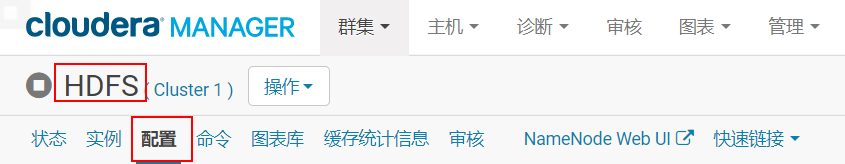 cloudera MANAGER 群集 主机 诊断 审核 图表 管理
HDFS ( Cluster 1 ) 操作
状态 实例 配置 命令 图表库 缓存统计信息 审核 NameNode Web UI 快速链接